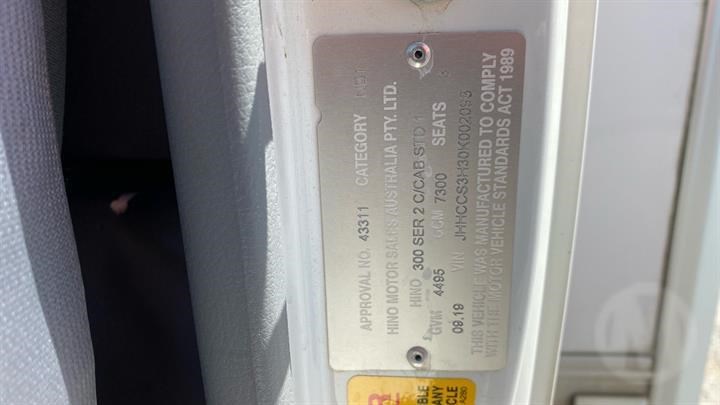 APPROVAL NO. 43311 CATEGORY
HINO MOTOR SALES AUSTRALIA PTY. LTD.
HINO 300 SER 2 C/CAB STD 1
GVM 4495 GCM 7300 SEATS 3
09.19 VIN JHHCCS3H30K002093
THIS VEHICLE WAS MANUFACTURED TO COMPLY
WITH THE MOTOR VEHICLE STANDARDS ACT 1989